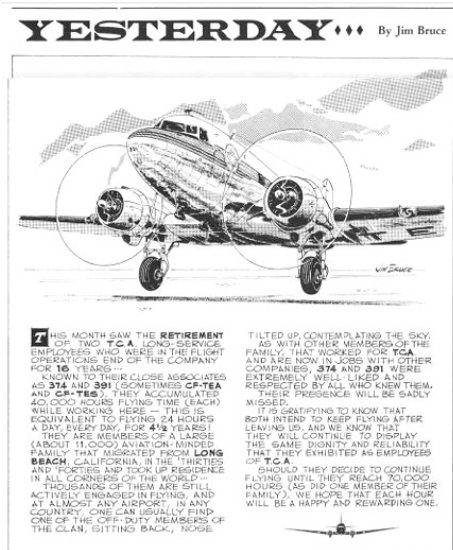 YESTERDAY...
By Jim Bruce
JIM BRUCE
THIS MONTH SAW THE RETIREMENT
OF TWO T.C.A. LONG-SERVICE
EMPLOYEES WHO WERE IN THE FLIGHT
OPERATIONS END OF THE COMPANY
FOR 16 YEARS...
KNOWN TO THEIR CLOSE ASSOCIATES
AS 374 AND 391 (SOMETIMES CF-TEA
AND CF-TES), THEY ACCUMULATED
40,000 HOURS FLYING TIME (EACH)
WHILE WORKING HERE — THIS IS
EQUIVALENT TO FLYING 24 HOURS
A DAY, EVERY DAY, FOR 4½ YEARS!
THEY ARE MEMBERS OF A LARGE
(ABOUT 11,000) AVIATION-MINDED
FAMILY THAT MIGRATED FROM LONG
BEACH, CALIFORNIA, IN THE THIRTIES
AND FORTIES AND TOOK UP RESIDENCE
IN ALL CORNERS OF THE WORLD...
THOUSANDS OF THEM ARE STILL
ACTIVELY ENGAGED IN FLYING, AND
AT ALMOST ANY AIRPORT, IN ANY
COUNTRY, ONE CAN USUALLY FIND
ONE OF THE OFF-DUTY MEMBERS OF
THE CLAN, SITTING BACK, NOSE
TILTED UP, CONTEMPLATING THE SKY.
AS WITH OTHER MEMBERS OF THE
FAMILY, THAT WORKED FOR TCA
AND ARE NOW IN JOBS WITH OTHER
COMPANIES, 374 AND 391 WERE
EXTREMELY WELL-LIKED AND
RESPECTED BY ALL WHO KNEW THEM.
THEIR PRESENCE WILL BE SADLY
MISSED.
IT IS GRATIFYING TO KNOW THAT
BOTH INTEND TO KEEP FLYING AFTER
LEAVING US, AND WE KNOW THAT
THEY WILL CONTINUE TO DISPLAY
THE SAME DIGNITY AND RELIABILITY
THAT THEY EXHIBITED AS EMPLOYEES
OF T.C.A.
SHOULD THEY DECIDE TO CONTINUE
FLYING UNTIL THEY REACH 70,000
HOURS (AS DID ONE MEMBER OF THEIR
FAMILY), WE HOPE THAT EACH HOUR
WILL BE A HAPPY AND REWARDING ONE.